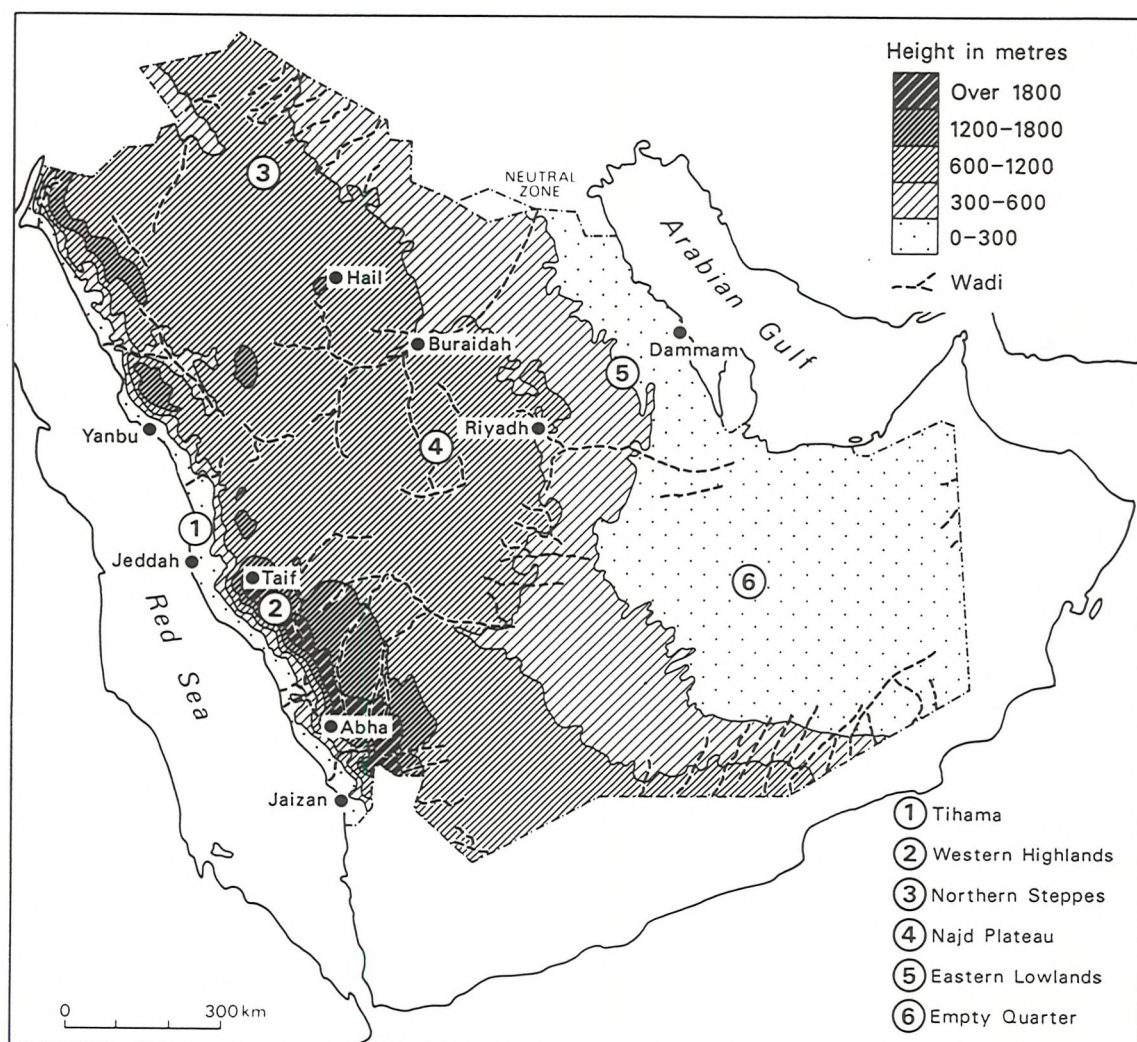 Height in metres
Over 1800
1200–1800
600–1200
300–600
0–300
Wadi
3
NEUTRAL
ZONE
Arabian Gulf
Hail
Buraidah
Dammam
5
Yanbu
4
Riyadh
1
Jeddah
Taif
2
6
Red Sea
Abha
Jaizan
1 Tihama
2 Western Highlands
3 Northern Steppes
4 Najd Plateau
5 Eastern Lowlands
6 Empty Quarter
0 300 km